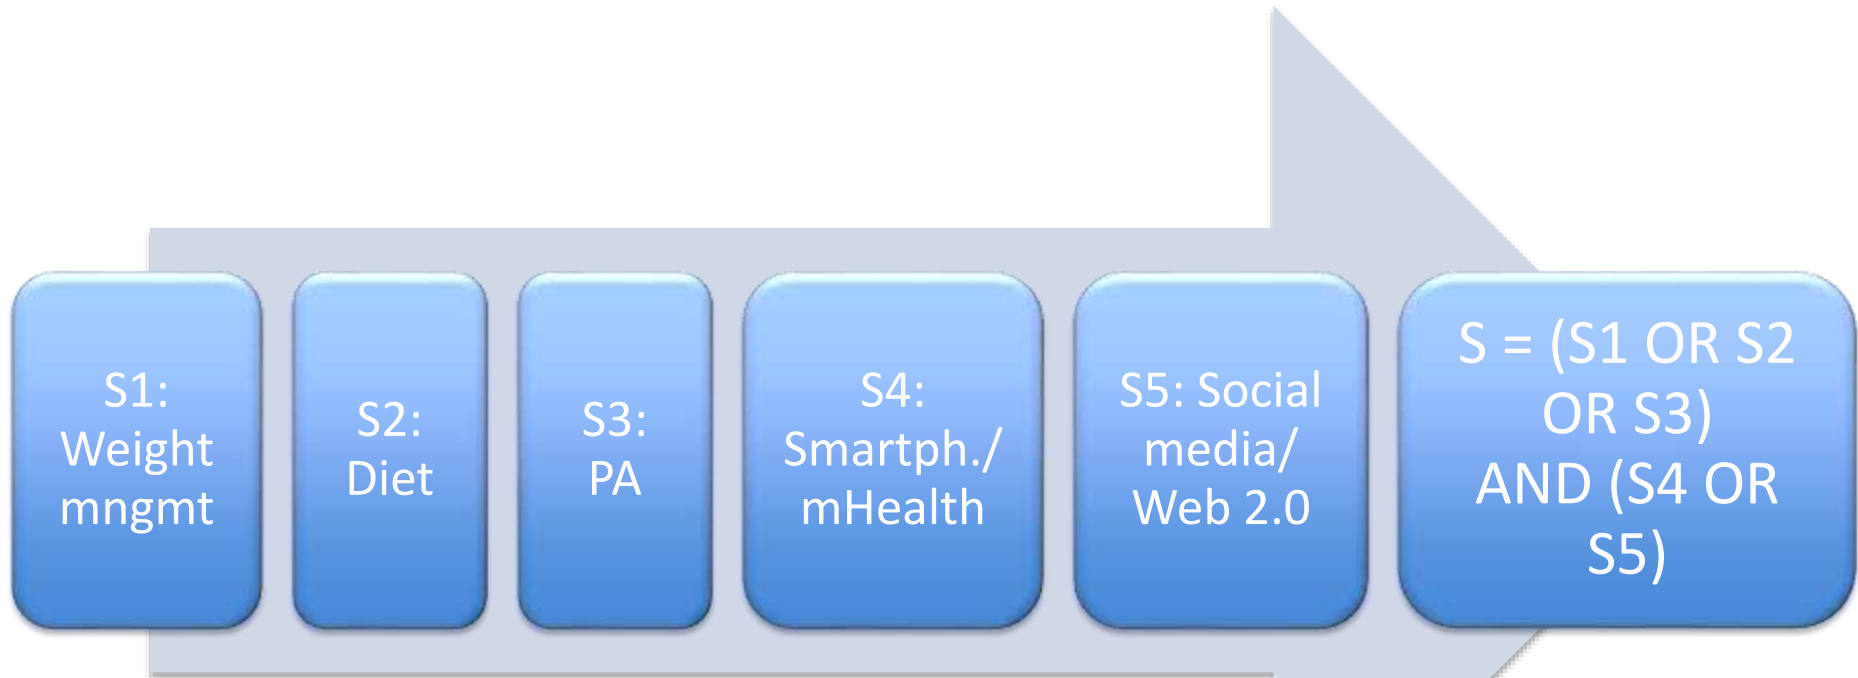 S1:
Weight
mngmt
S2:
Diet
S3:
PA
S4:
Smartph./
mHealth
S5: Social
media/
Web 2.0
S = (S1 OR S2
OR S3)
AND (S4 OR
S5)